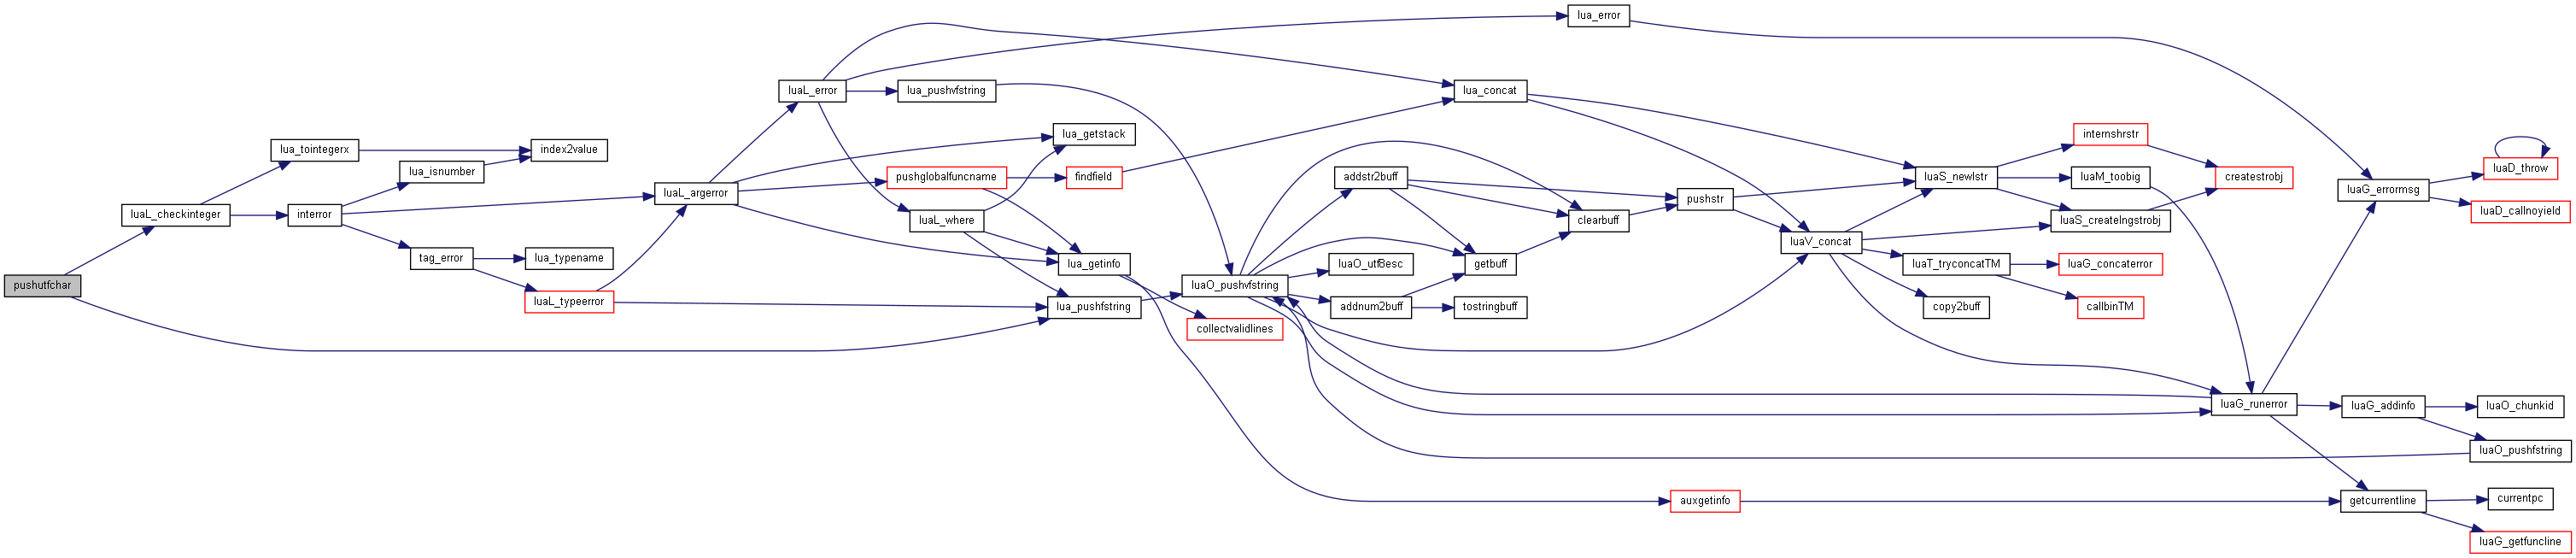 pushutfchar
luaL_checkinteger
lua_tointegerx
interror
lua_isnumber
tag_error
index2value
lua_typename
luaL_typeerror
luaL_argerror
luaL_error
lua_pushvfstring
pushglobalfuncname
luaL_where
lua_getstack
findfield
lua_getinfo
lua_pushfstring
luaO_pushvfstring
collectvalidlines
addstr2buff
luaO_utf8esc
addnum2buff
lua_error
lua_concat
getbuff
tostringbuff
clearbuff
pushstr
auxgetinfo
luaV_concat
luaS_newlstr
luaT_tryconcatTM
copy2buff
internshrstr
luaM_toobig
luaS_createlngstrobj
luaG_concaterror
callbinTM
createstrobj
luaG_runerror
luaG_errormsg
luaG_addinfo
getcurrentline
luaD_throw
luaD_callnoyield
luaO_chunkid
luaO_pushfstring
currentpc
luaG_getfuncline